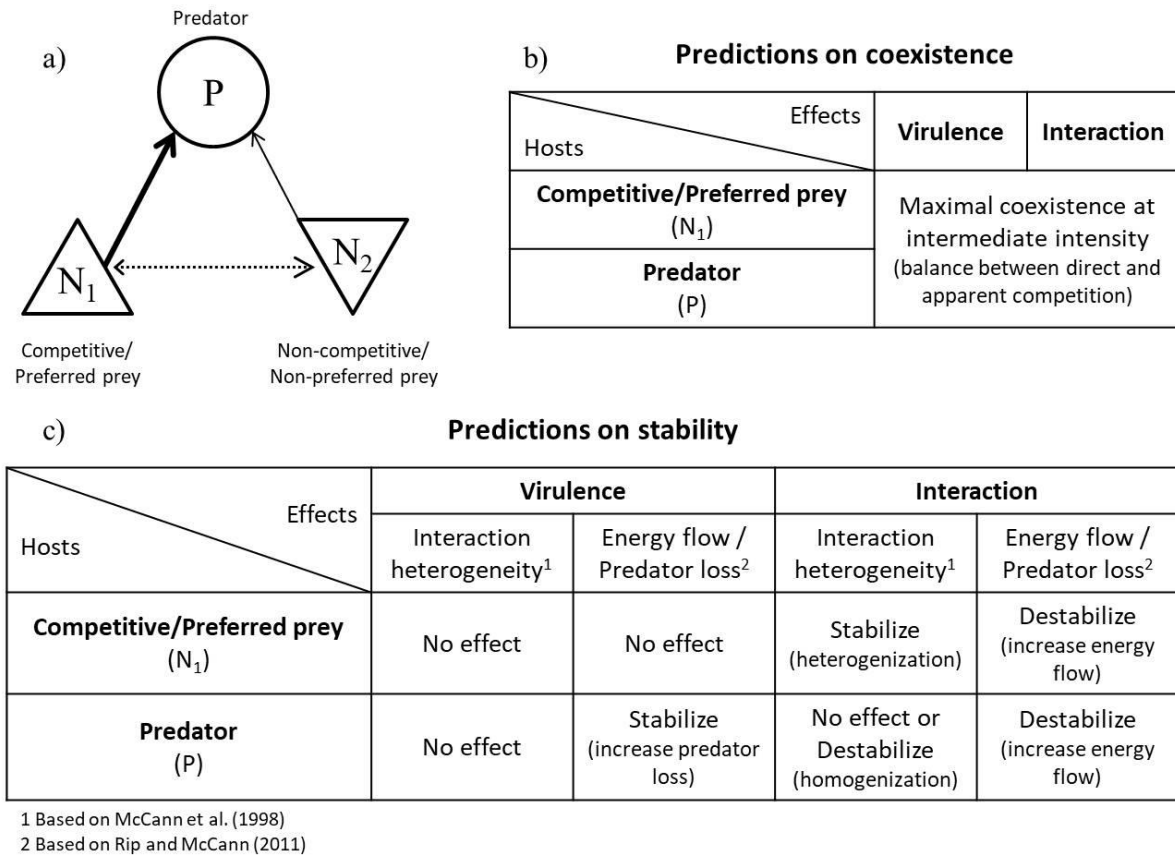 a)
Predator
P
N₁
N₂
Competitive/
Preferred prey
Non-competitive/
Non-preferred prey
b)
Predictions on coexistence
Effects
Hosts
Virulence
Interaction
Competitive/Preferred prey
(N₁)
Predator
(P)
Maximal coexistence at
intermediate intensity
(balance between direct and
apparent competition)
c)
Predictions on stability
Effects
Hosts
Virulence
Interaction
Interaction
heterogeneity¹
Energy flow /
Predator loss²
Interaction
heterogeneity¹
Energy flow /
Predator loss²
Competitive/Preferred prey
(N₁)
No effect
No effect
Stabilize
(heterogenization)
Destabilize
(increase energy
flow)
Predator
(P)
No effect
Stabilize
(increase predator
loss)
No effect or
Destabilize
(homogenization)
Destabilize
(increase energy
flow)
1 Based on McCann et al. (1998)
2 Based on Rip and McCann (2011)